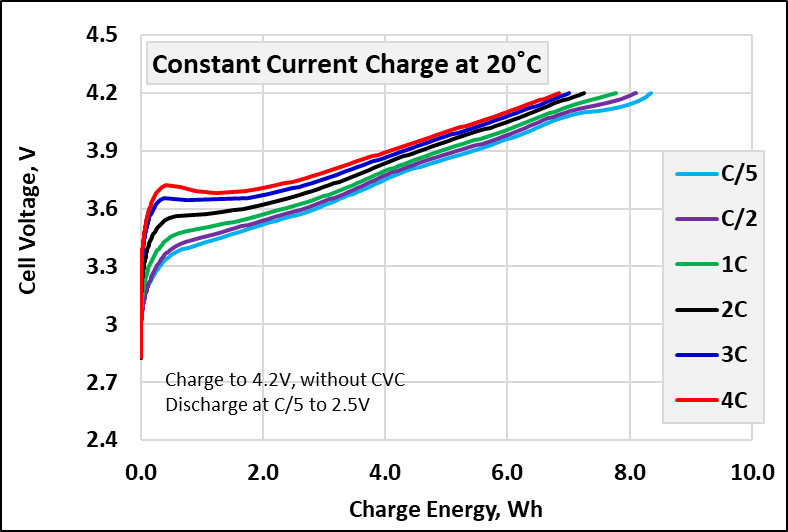 Constant Current Charge at 20˚C
Cell Voltage, V
4.5
4.2
3.9
3.6
3.3
3
2.7
2.4
C/5
C/2
1C
2C
3C
4C
Charge to 4.2V, without CVC
Discharge at C/5 to 2.5V
0.0 2.0 4.0 6.0 8.0 10.0
Charge Energy, Wh